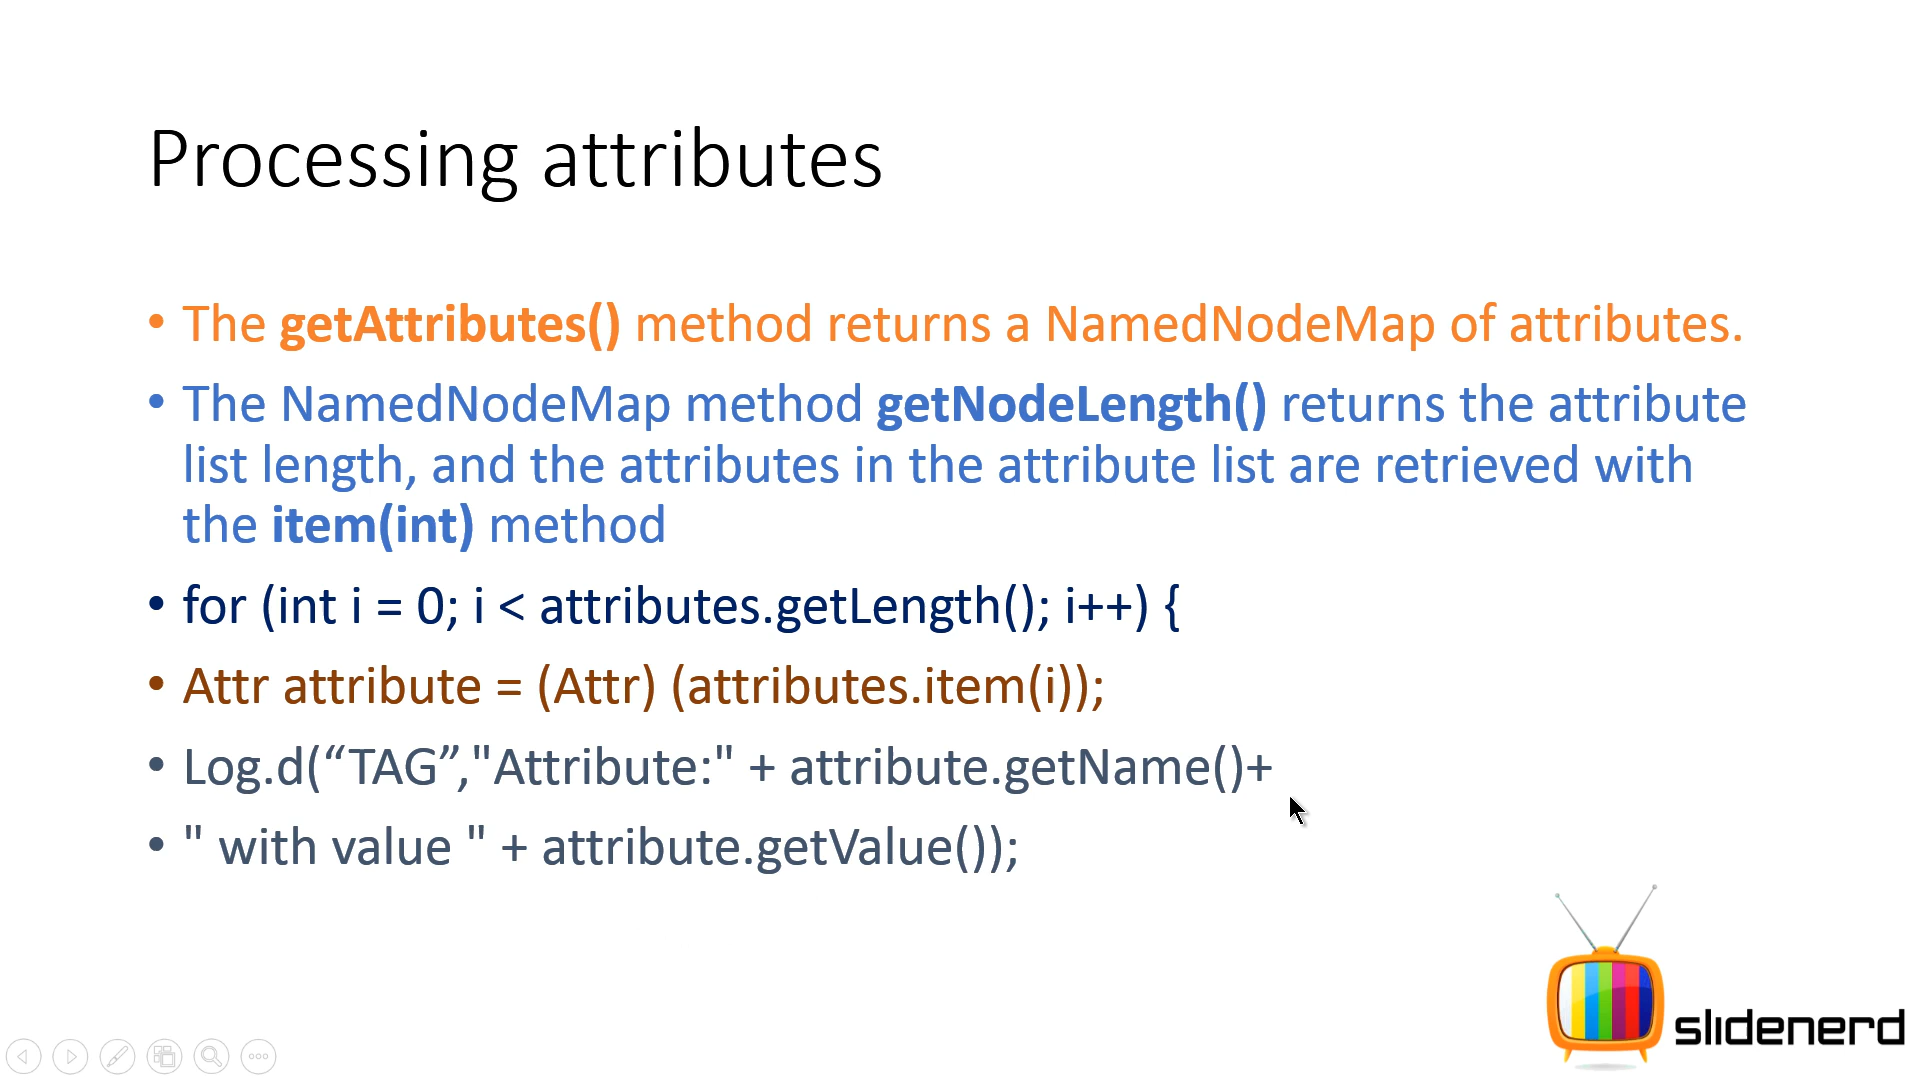 Processing attributes
• The getAttributes() method returns a NamedNodeMap of attributes.
• The NamedNodeMap method getNodeLength() returns the attribute
list length, and the attributes in the attribute list are retrieved with
the item(int) method
• for (int i = 0; i < attributes.getLength(); i++) {
• Attr attribute = (Attr) (attributes.item(i));
• Log.d(“TAG”,"Attribute:" + attribute.getName()+
• " with value " + attribute.getValue());
slidenerd